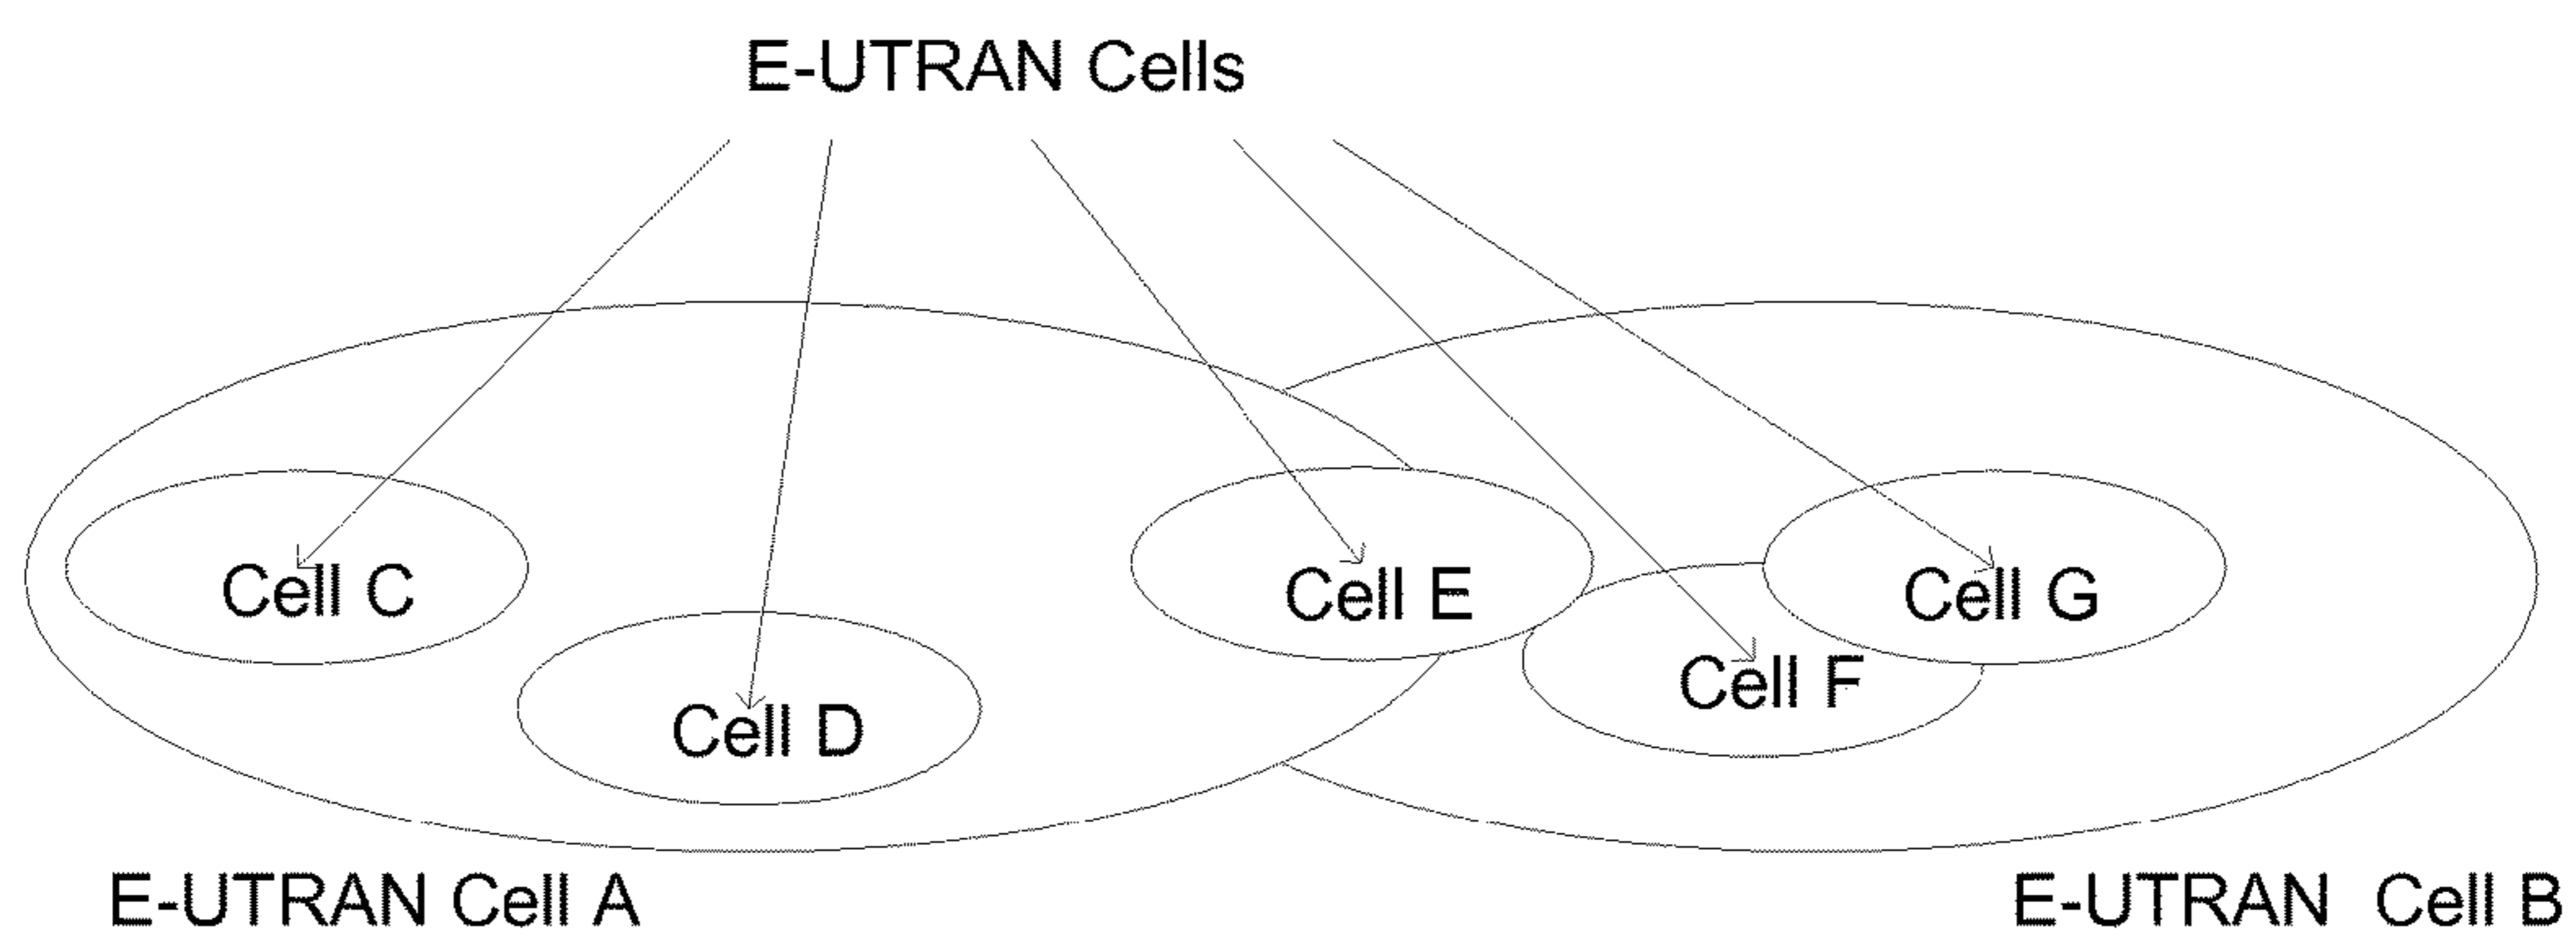 E-UTRAN Cells
Cell C
Cell E
Cell G
Cell F
Cell D
E-UTRAN Cell A
E-UTRAN Cell B